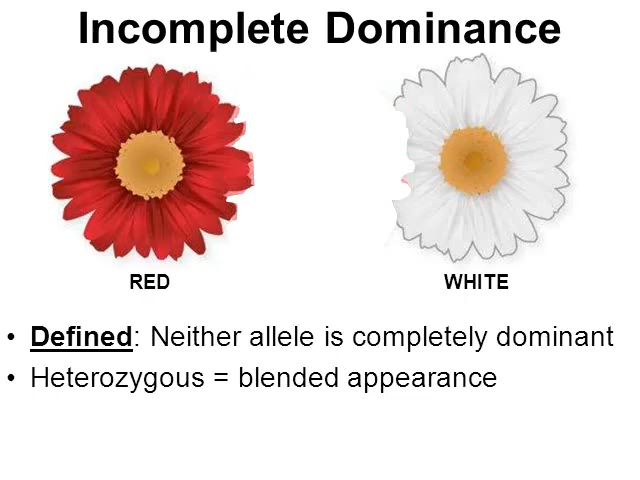 Incomplete Dominance
RED
WHITE
• Defined: Neither allele is completely dominant
• Heterozygous = blended appearance